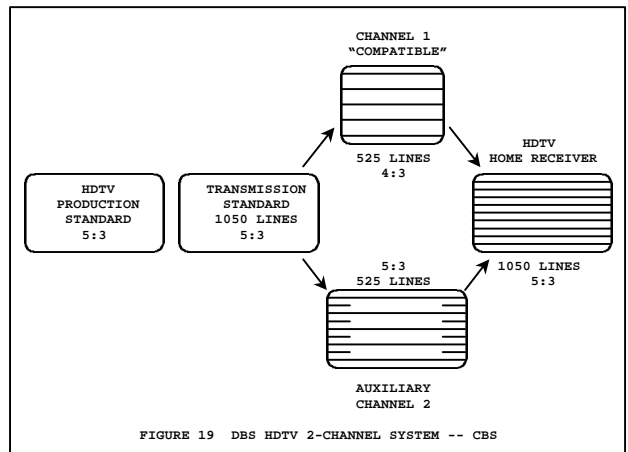 CHANNEL 1
"COMPATIBLE"
525 LINES
4:3
HDTV
HOME RECEIVER
HDTV
PRODUCTION
STANDARD
5:3
TRANSMISSION
STANDARD
1050 LINES
5:3
5:3
525 LINES
1050 LINES
5:3
AUXILIARY
CHANNEL 2
FIGURE 19 DBS HDTV 2-CHANNEL SYSTEM -- CBS